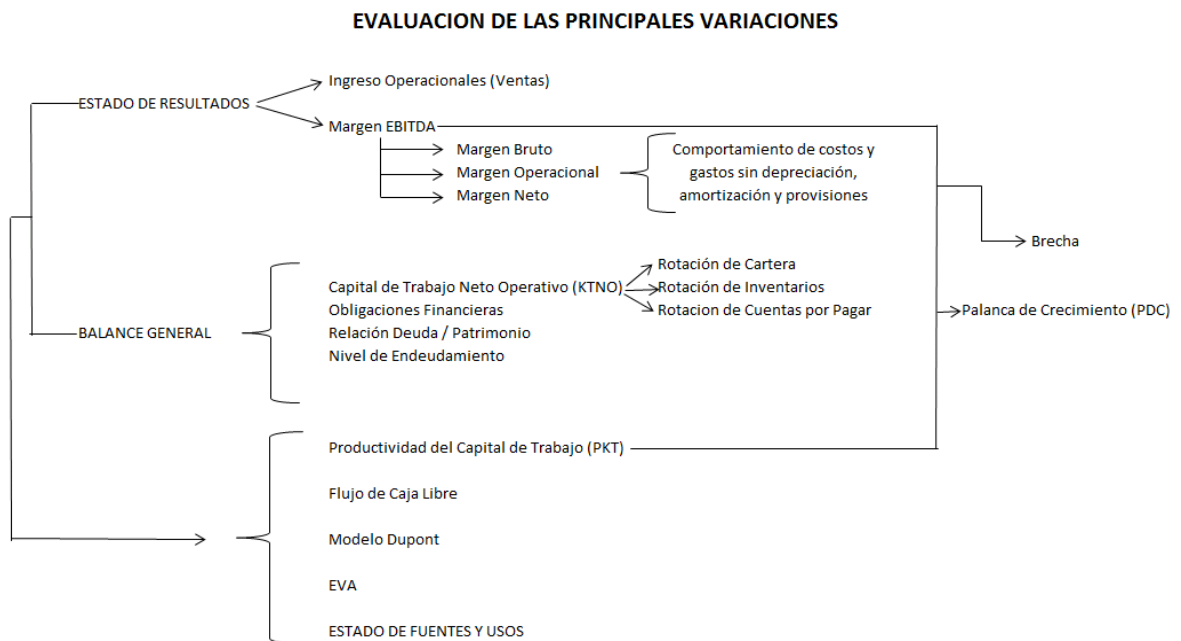 EVALUACION DE LAS PRINCIPALES VARIACIONES
Ingreso Operacionales (Ventas)
ESTADO DE RESULTADOS
Margen EBITDA
Margen Bruto
Margen Operacional
Margen Neto
Comportamiento de costos y
gastos sin depreciación,
amortización y provisiones
Brecha
Rotación de Cartera
Capital de Trabajo Neto Operativo (KTNO)
Rotación de Inventarios
Obligaciones Financieras
Rotacion de Cuentas por Pagar
Palanca de Crecimiento (PDC)
BALANCE GENERAL
Relación Deuda / Patrimonio
Nivel de Endeudamiento
Productividad del Capital de Trabajo (PKT)
Flujo de Caja Libre
Modelo Dupont
EVA
ESTADO DE FUENTES Y USOS